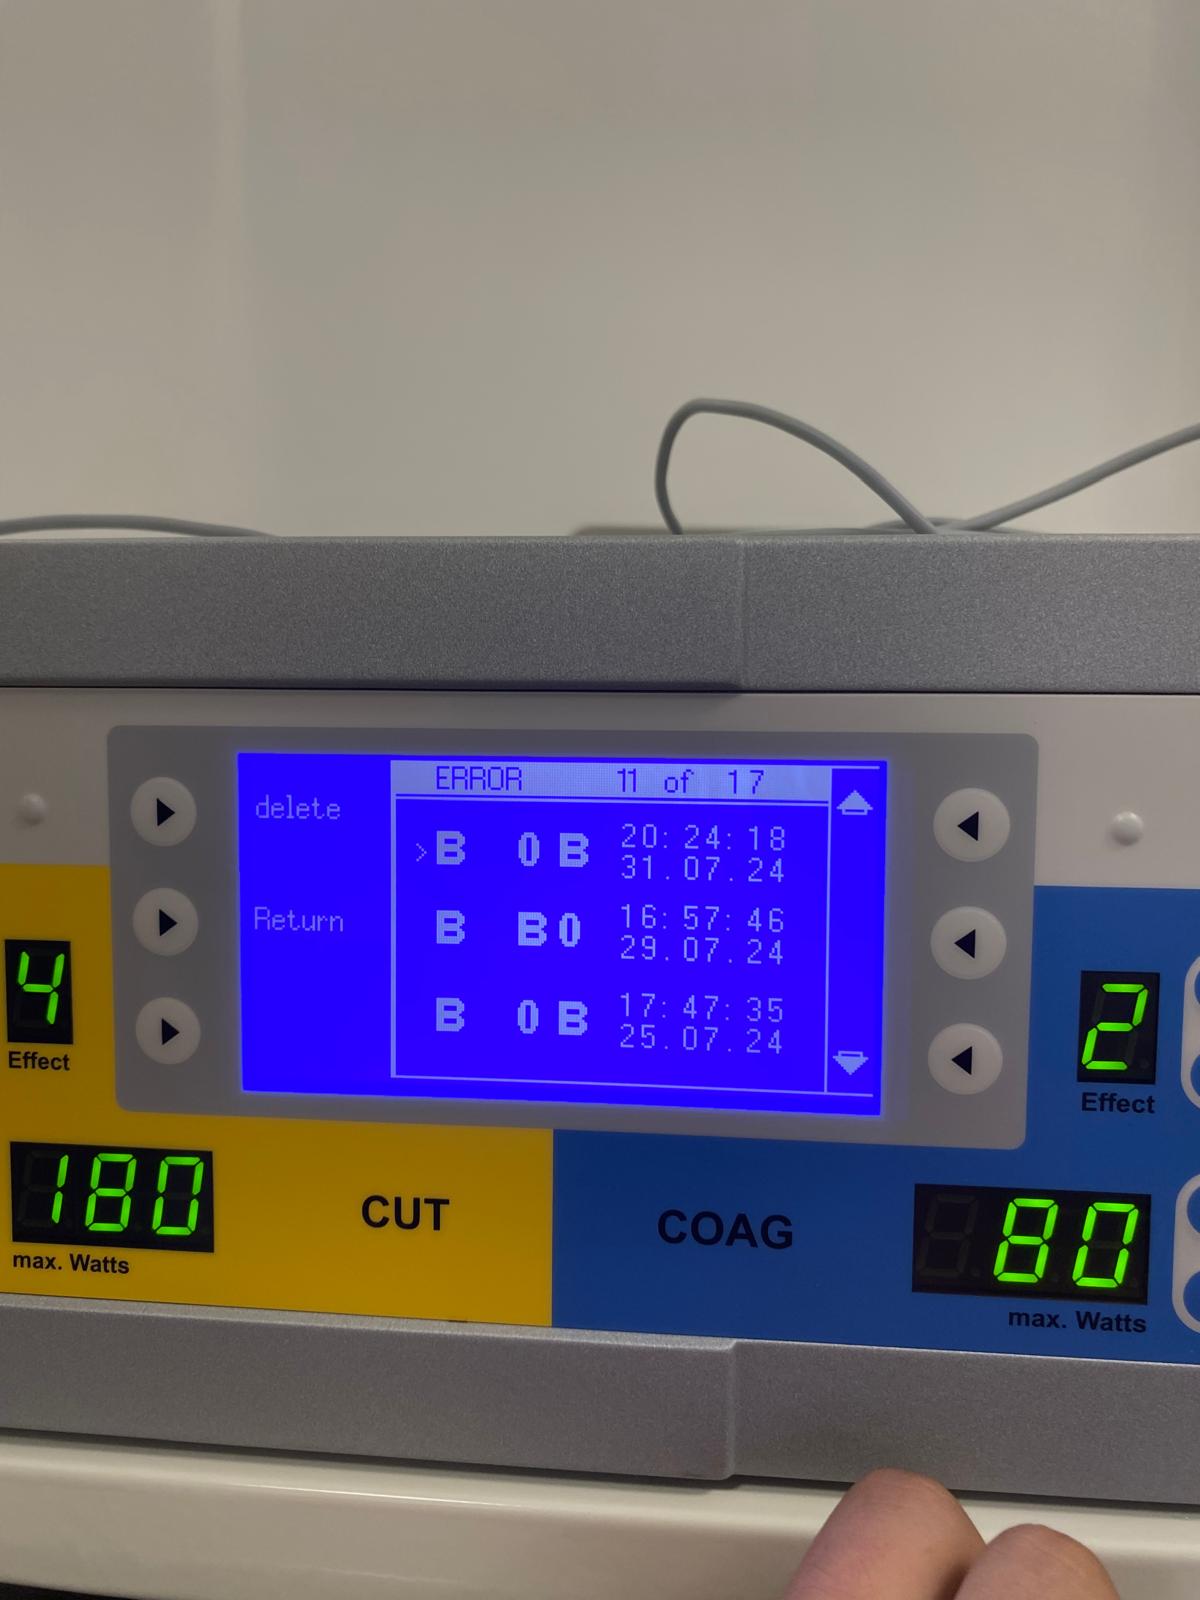 ERROR 11 of 17
delete
>B 0B 20:24:18
31.07.24
Return
B B0 16:57:46
29.07.24
B 0B 17:47:35
25.07.24
4
Effect
2
Effect
180
max. Watts
CUT
COAG
80
max. Watts